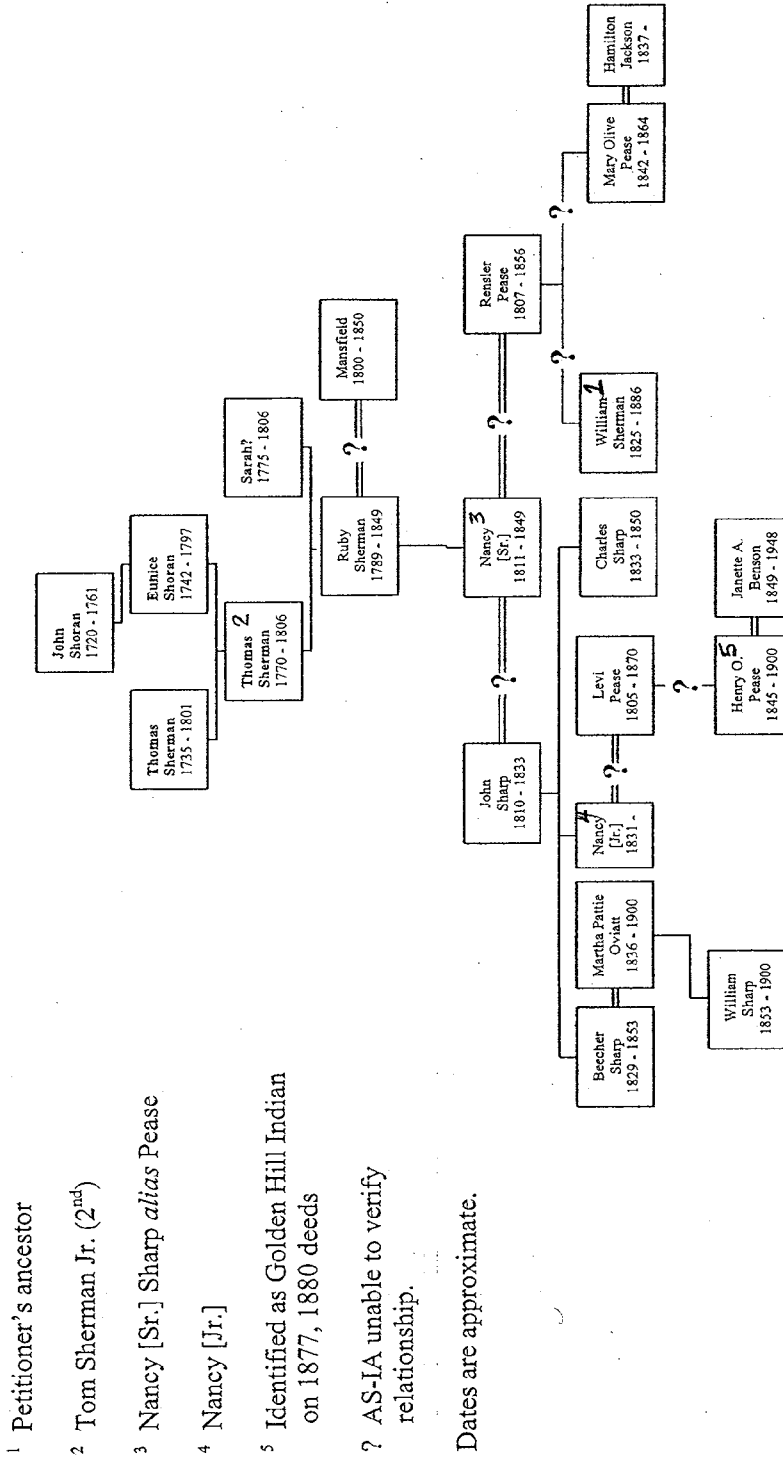 1 Petitioner's ancestor
2 Tom Sherman Jr. (2nd)
3 Nancy [Sr.] Sharp alias Pease
4 Nancy [Jr.]
5 Identified as Golden Hill Indian
on 1877, 1880 deeds
? AS-IA unable to verify
relationship.
Dates are approximate.
John
Shoran
1720 - 1761
Thomas
Sherman
1735 - 1801
Eunice
Shoran
1742 - 1797
Thomas 2
Sherman
1770 - 1806
Sarah?
1775 - 1806
Ruby
Sherman
1789 - 1849
?
Mansfield
1800 - 1850
John
Sharp
1810 - 1833
?
Nancy 3
[Sr.]
1811 - 1849
?
Rensler
Pease
1807 - 1856
?
?
Beecher
Sharp
1829 - 1853
Martha Pattie
Oviatt
1836 - 1900
Nancy 4
[Jr.]
1831 -
?
Levi
Pease
1805 - 1870
Charles
Sharp
1833 - 1850
William 1
Sherman
1825 - 1886
Mary Olive
Pease
1842 - 1864
Hamilton
Jackson
1837 -
?
William
Sharp
1853 - 1900
Henry O. 5
Pease
1845 - 1900
Janette A.
Benson
1849 - 1948